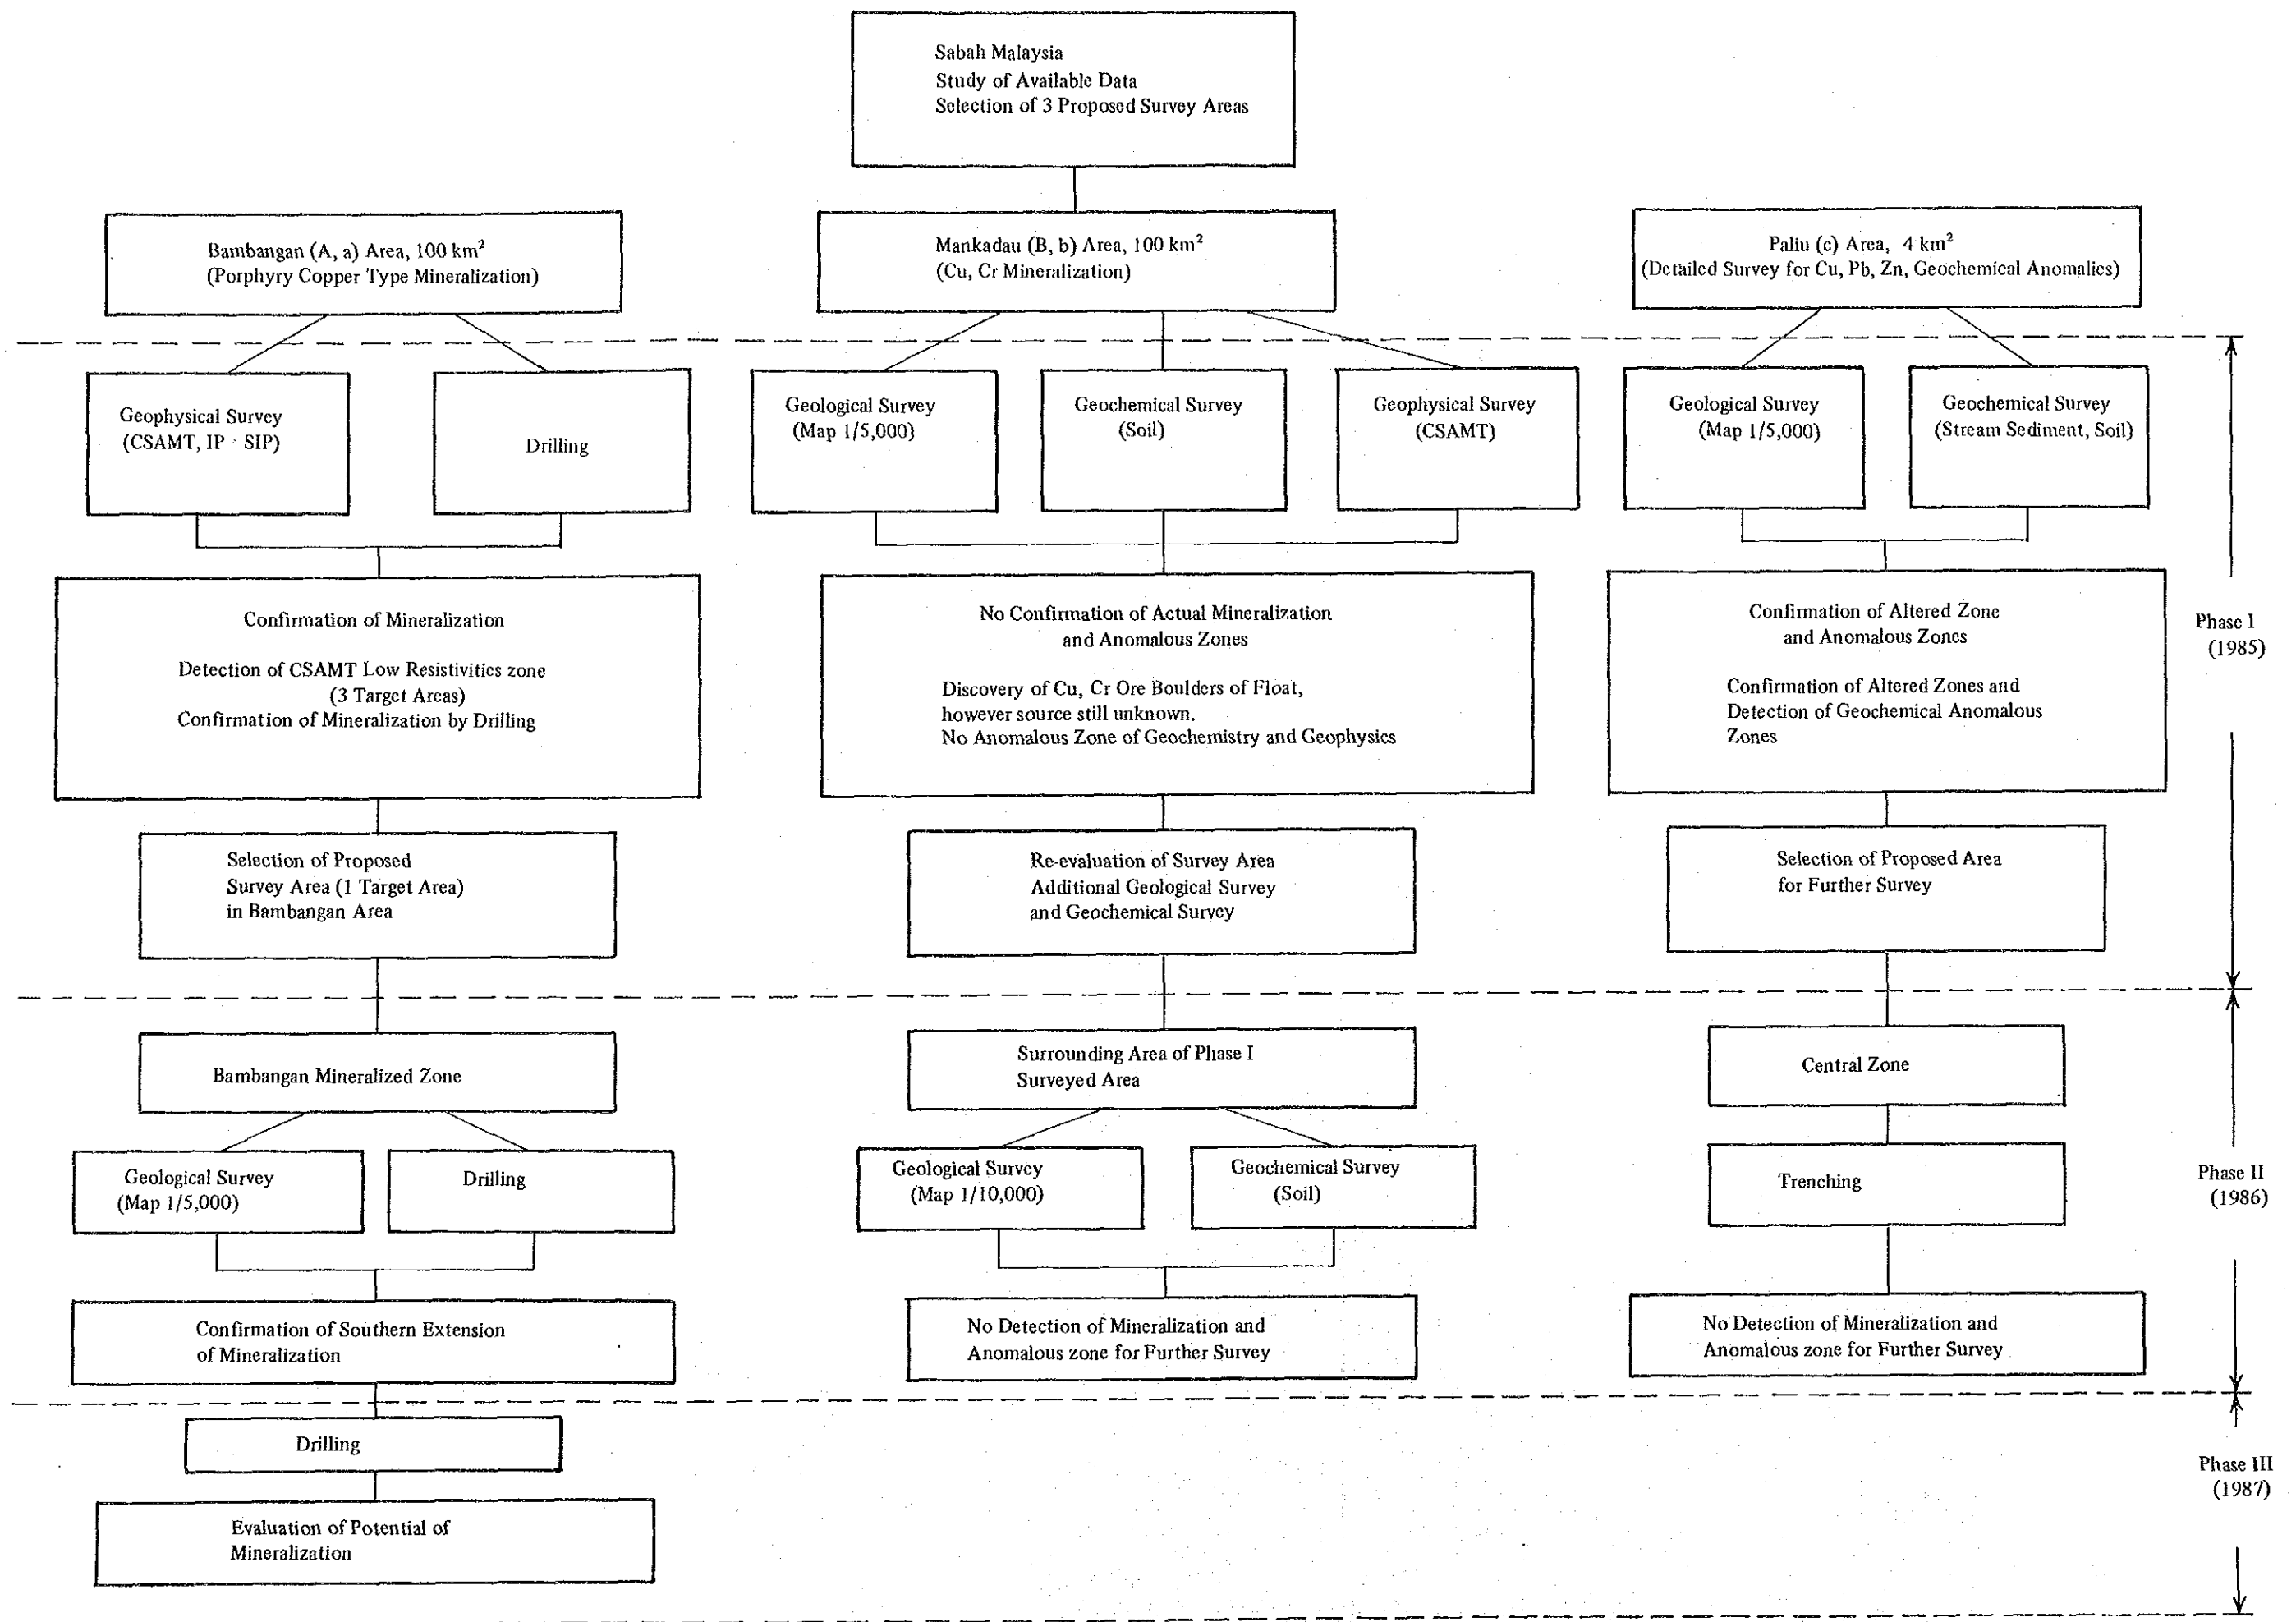 Sabah Malaysia
Study of Available Data
Selection of 3 Proposed Survey Areas
Bambangan (A, a) Area, 100 km²
(Porphyry Copper Type Mineralization)
Mankadau (B, b) Area, 100 km²
(Cu, Cr Mineralization)
Paliu (c) Area, 4 km²
(Detailed Survey for Cu, Pb, Zn, Geochemical Anomalies)
Geophysical Survey
(CSAMT, IP · SIP)
Drilling
Geological Survey
(Map 1/5,000)
Geochemical Survey
(Soil)
Geophysical Survey
(CSAMT)
Geological Survey
(Map 1/5,000)
Geochemical Survey
(Stream Sediment, Soil)
Confirmation of Mineralization
Detection of CSAMT Low Resistivities zone
(3 Target Areas)
Confirmation of Mineralization by Drilling
No Confirmation of Actual Mineralization
and Anomalous Zones
Discovery of Cu, Cr Ore Boulders of Float,
however source still unknown.
No Anomalous Zone of Geochemistry and Geophysics
Confirmation of Altered Zone
and Anomalous Zones
Confirmation of Altered Zones and
Detection of Geochemical Anomalous
Zones
Phase I
(1985)
Selection of Proposed
Survey Area (1 Target Area)
in Bambangan Area
Re-evaluation of Survey Area
Additional Geological Survey
and Geochemical Survey
Selection of Proposed Area
for Further Survey
Bambangan Mineralized Zone
Surrounding Area of Phase I
Surveyed Area
Central Zone
Geological Survey
(Map 1/5,000)
Drilling
Geological Survey
(Map 1/10,000)
Geochemical Survey
(Soil)
Trenching
Phase II
(1986)
Confirmation of Southern Extension
of Mineralization
No Detection of Mineralization and
Anomalous zone for Further Survey
No Detection of Mineralization and
Anomalous zone for Further Survey
Drilling
Evaluation of Potential of
Mineralization
Phase III
(1987)